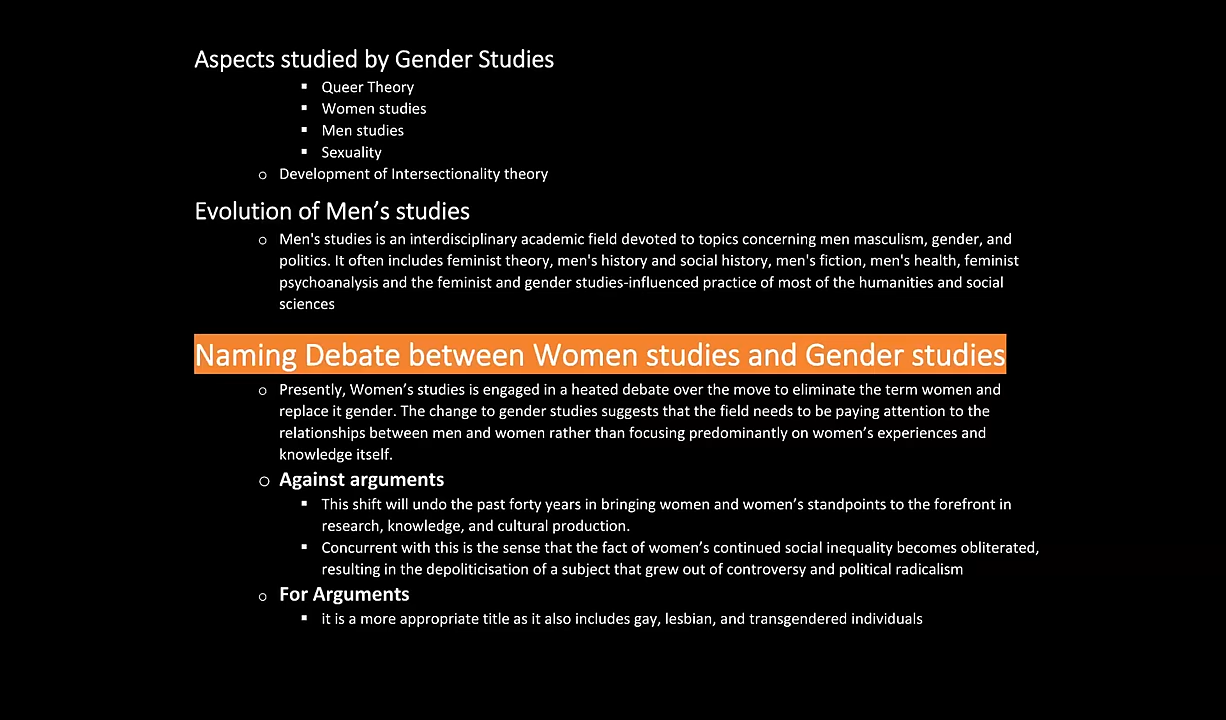 Aspects studied by Gender Studies
▪ Queer Theory
▪ Women studies
▪ Men studies
▪ Sexuality
o Development of Intersectionality theory
Evolution of Men’s studies
o Men's studies is an interdisciplinary academic field devoted to topics concerning men masculism, gender, and
politics. It often includes feminist theory, men's history and social history, men's fiction, men's health, feminist
psychoanalysis and the feminist and gender studies-influenced practice of most of the humanities and social
sciences
Naming Debate between Women studies and Gender studies
o Presently, Women’s studies is engaged in a heated debate over the move to eliminate the term women and
replace it gender. The change to gender studies suggests that the field needs to be paying attention to the
relationships between men and women rather than focusing predominantly on women’s experiences and
knowledge itself.
o Against arguments
▪ This shift will undo the past forty years in bringing women and women’s standpoints to the forefront in
research, knowledge, and cultural production.
▪ Concurrent with this is the sense that the fact of women’s continued social inequality becomes obliterated,
resulting in the depoliticisation of a subject that grew out of controversy and political radicalism
o For Arguments
▪ it is a more appropriate title as it also includes gay, lesbian, and transgendered individuals